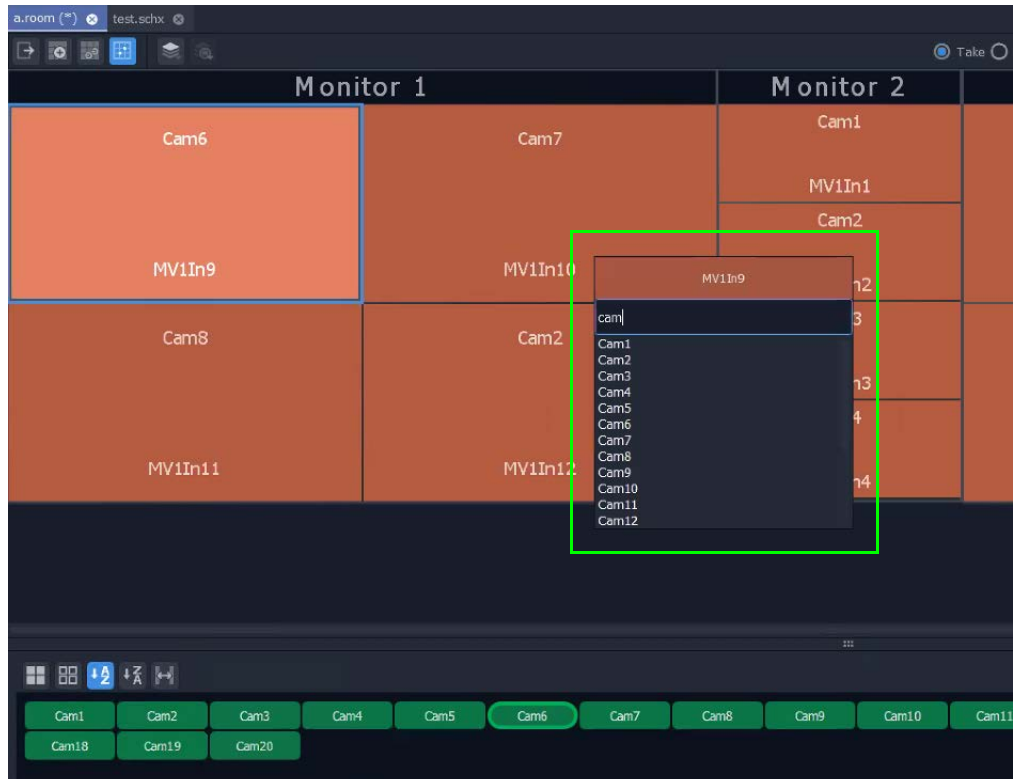 a.room (*)
test.schx
Take
Monitor 1
Monitor 2
Cam6
Cam7
Cam1
MV1In1
Cam2
MV1In9
MV1In10
n2
MV1In9
cam
Cam1
Cam2
Cam3
Cam4
Cam5
Cam6
Cam7
Cam8
Cam9
Cam10
Cam11
Cam12
3
n3
4
n4
Cam8
Cam2
MV1In11
MV1In12
Cam1
Cam2
Cam3
Cam4
Cam5
Cam6
Cam7
Cam8
Cam9
Cam10
Cam11
Cam18
Cam19
Cam20